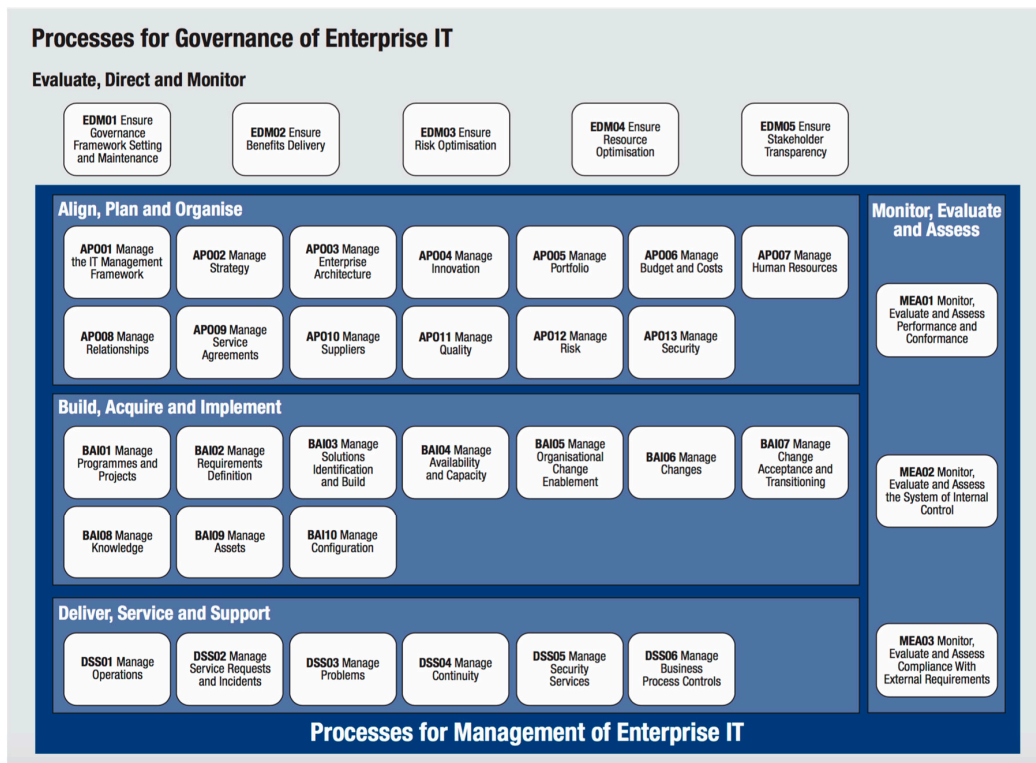 Processes for Governance of Enterprise IT
Evaluate, Direct and Monitor
EDM01 Ensure
Governance
Framework Setting
and Maintenance
EDM02 Ensure
Benefits Delivery
EDM03 Ensure
Risk Optimisation
EDM04 Ensure
Resource
Optimisation
EDM05 Ensure
Stakeholder
Transparency
Align, Plan and Organise
APO01 Manage
the IT Management
Framework
APO02 Manage
Strategy
APO03 Manage
Enterprise
Architecture
APO04 Manage
Innovation
APO05 Manage
Portfolio
APO06 Manage
Budget and Costs
APO07 Manage
Human Resources
APO08 Manage
Relationships
APO09 Manage
Service
Agreements
APO10 Manage
Suppliers
APO11 Manage
Quality
APO12 Manage
Risk
APO13 Manage
Security
Build, Acquire and Implement
BAI01 Manage
Programmes and
Projects
BAI02 Manage
Requirements
Definition
BAI03 Manage
Solutions
Identification
and Build
BAI04 Manage
Availability
and Capacity
BAI05 Manage
Organisational
Change
Enablement
BAI06 Manage
Changes
BAI07 Manage
Change
Acceptance and
Transitioning
BAI08 Manage
Knowledge
BAI09 Manage
Assets
BAI10 Manage
Configuration
Deliver, Service and Support
DSS01 Manage
Operations
DSS02 Manage
Service Requests
and Incidents
DSS03 Manage
Problems
DSS04 Manage
Continuity
DSS05 Manage
Security
Services
DSS06 Manage
Business
Process Controls
Monitor, Evaluate
and Assess
MEA01 Monitor,
Evaluate and Assess
Performance and
Conformance
MEA02 Monitor,
Evaluate and Assess
the System of Internal
Control
MEA03 Monitor,
Evaluate and Assess
Compliance With
External Requirements
Processes for Management of Enterprise IT